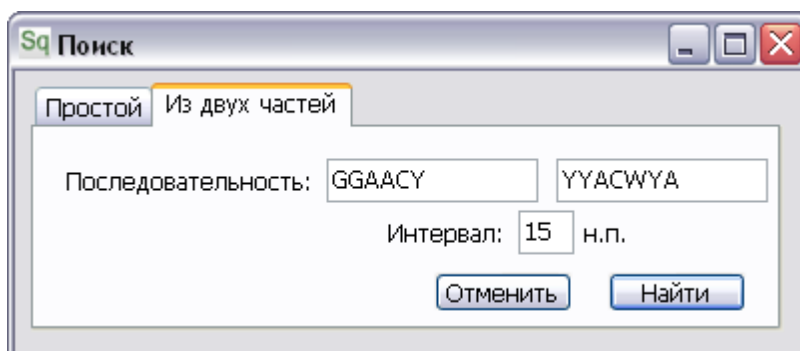 Sq Поиск
Простой Из двух частей
Последовательность: GGAACY YYACWYA
Интервал: 15 н.п.
Отменить Найти